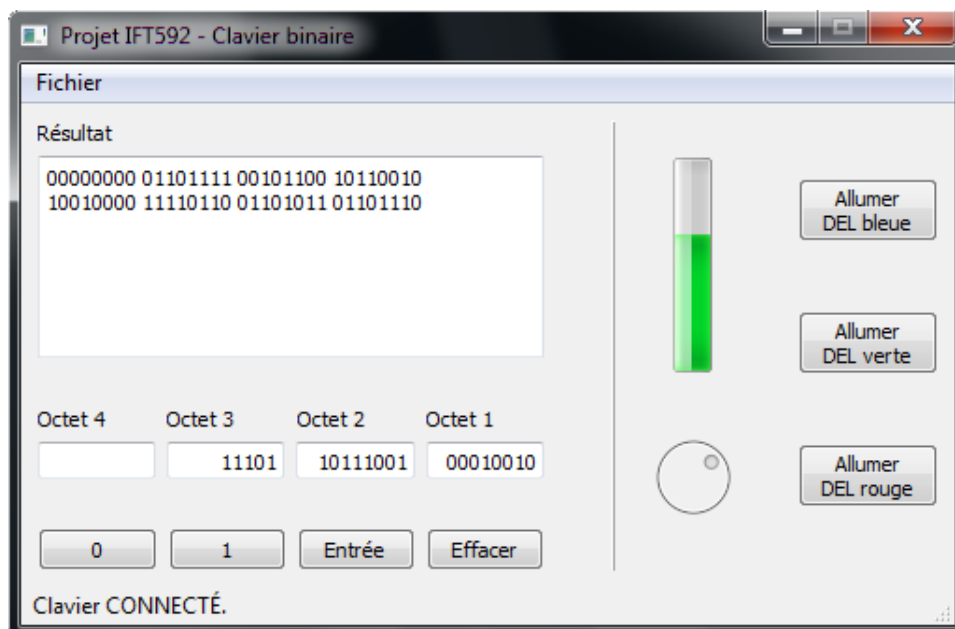 Projet IFT592 - Clavier binaire
Fichier
Résultat
00000000 01101111 00101100 10110010
10010000 11110110 01101011 01101110
Octet 4 Octet 3 Octet 2 Octet 1
11101 10111001 00010010
0 1 Entrée Effacer
Allumer
DEL bleue
Allumer
DEL verte
Allumer
DEL rouge
Clavier CONNECTÉ.